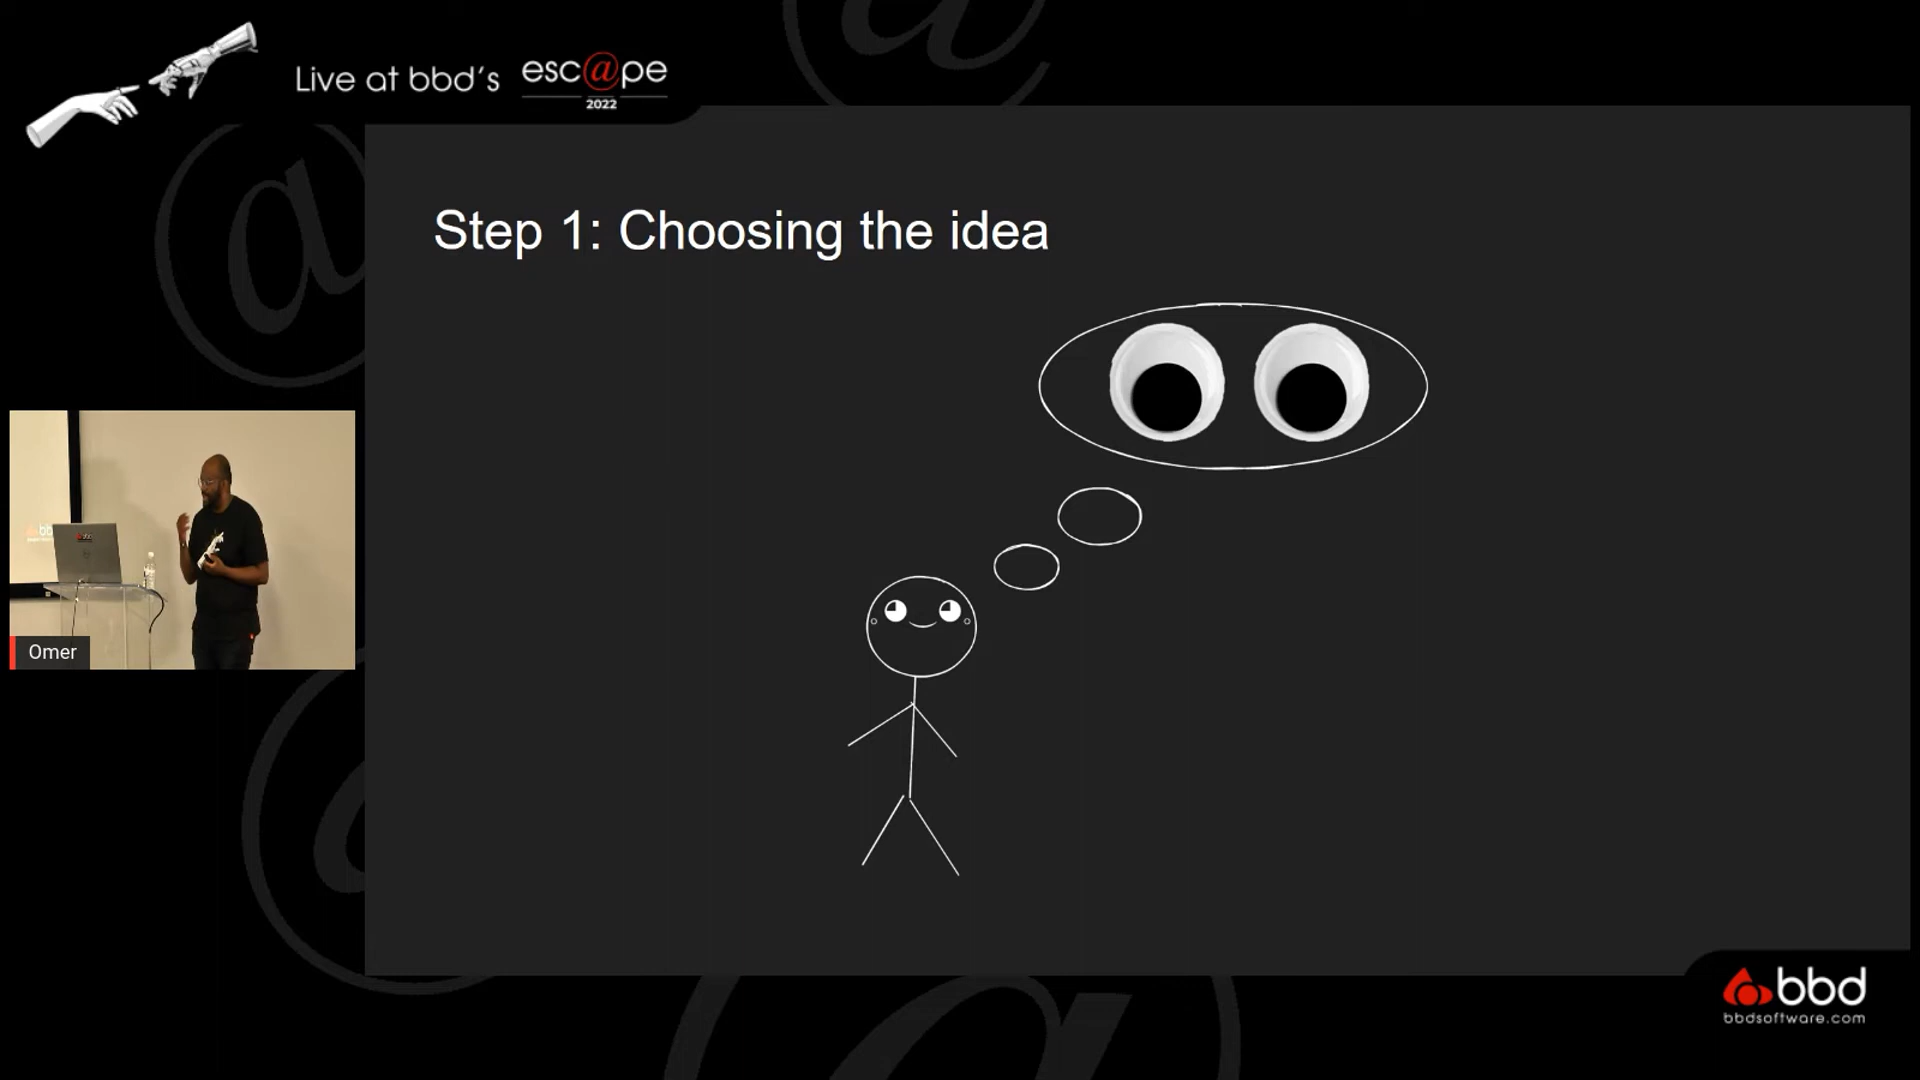 Live at bbd's
esc@pe
2022
Step 1: Choosing the idea
Omer
bbd
bbdsoftware.com